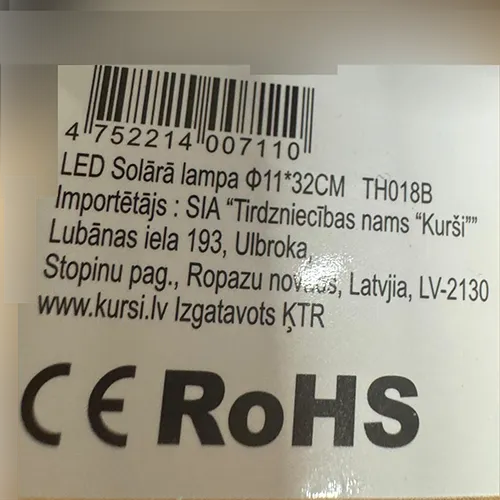 4 752214 007110
LED Solārā lampa Φ11*32CM TH018B
Importētājs : SIA “Tirdzniecības nams “Kurši””
Lubānas iela 193, Ulbroka,
Stopinu pag., Ropazu novads, Latvjia, LV-2130
www.kursi.lv Izgatavots ĶTR
CE RoHS